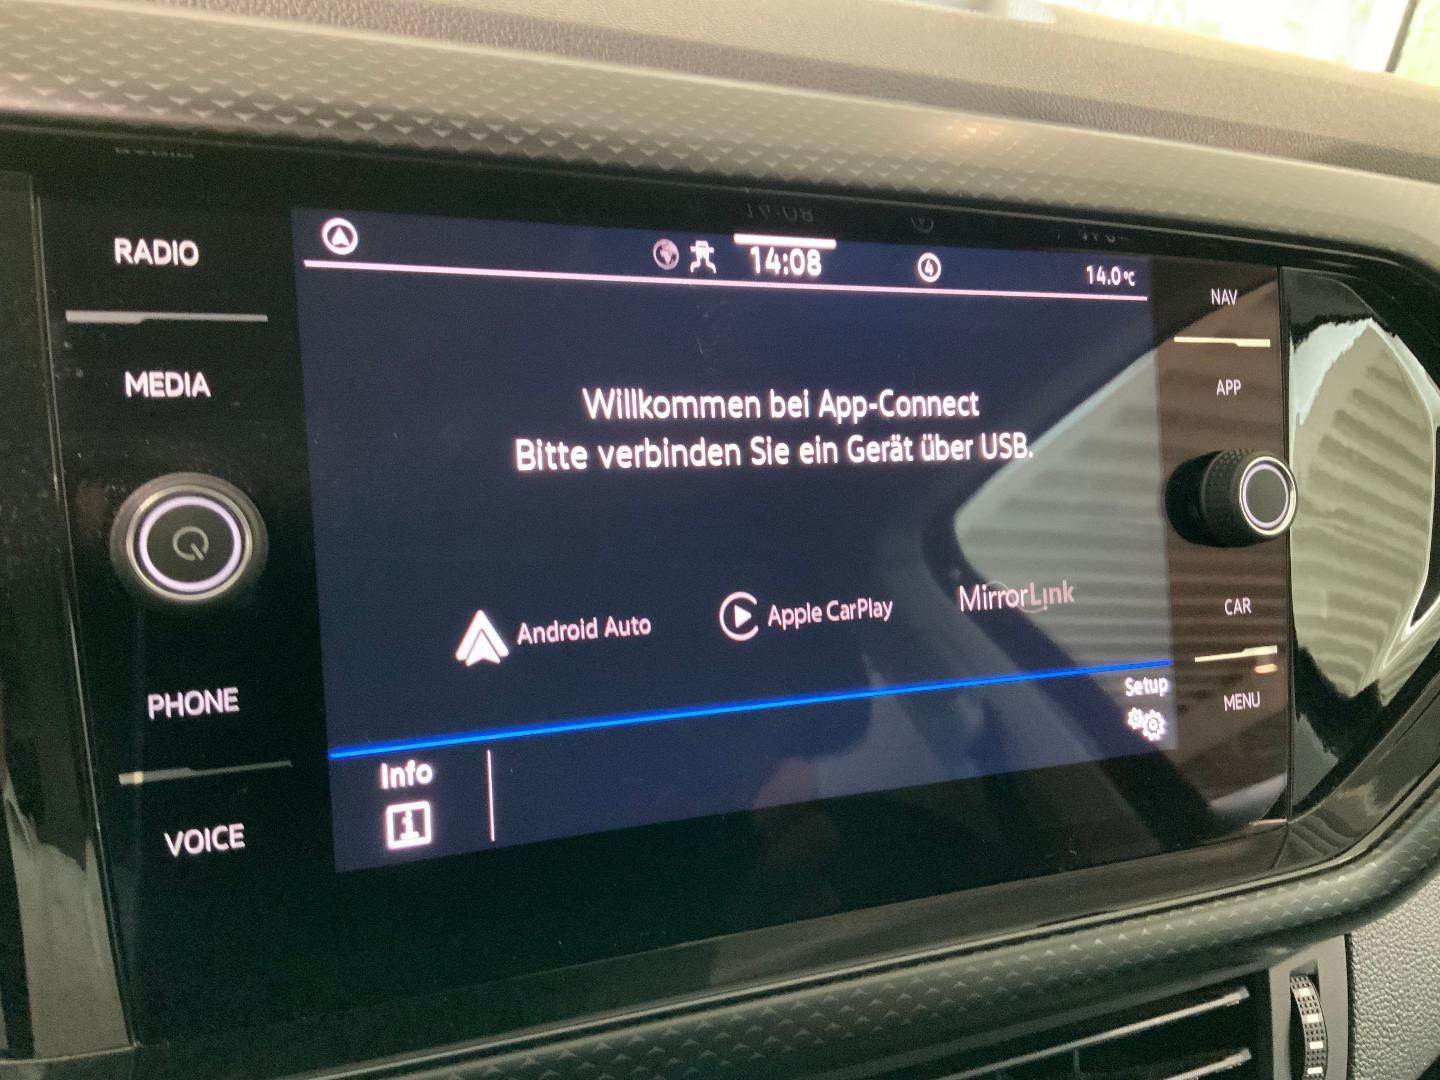 RADIO
MEDIA
PHONE
VOICE
14:08
4
14.0°C
Willkommen bei App-Connect
Bitte verbinden Sie ein Gerät über USB.
Android Auto
Apple CarPlay
MirrorLink
Setup
Info
NAV
APP
CAR
MENU